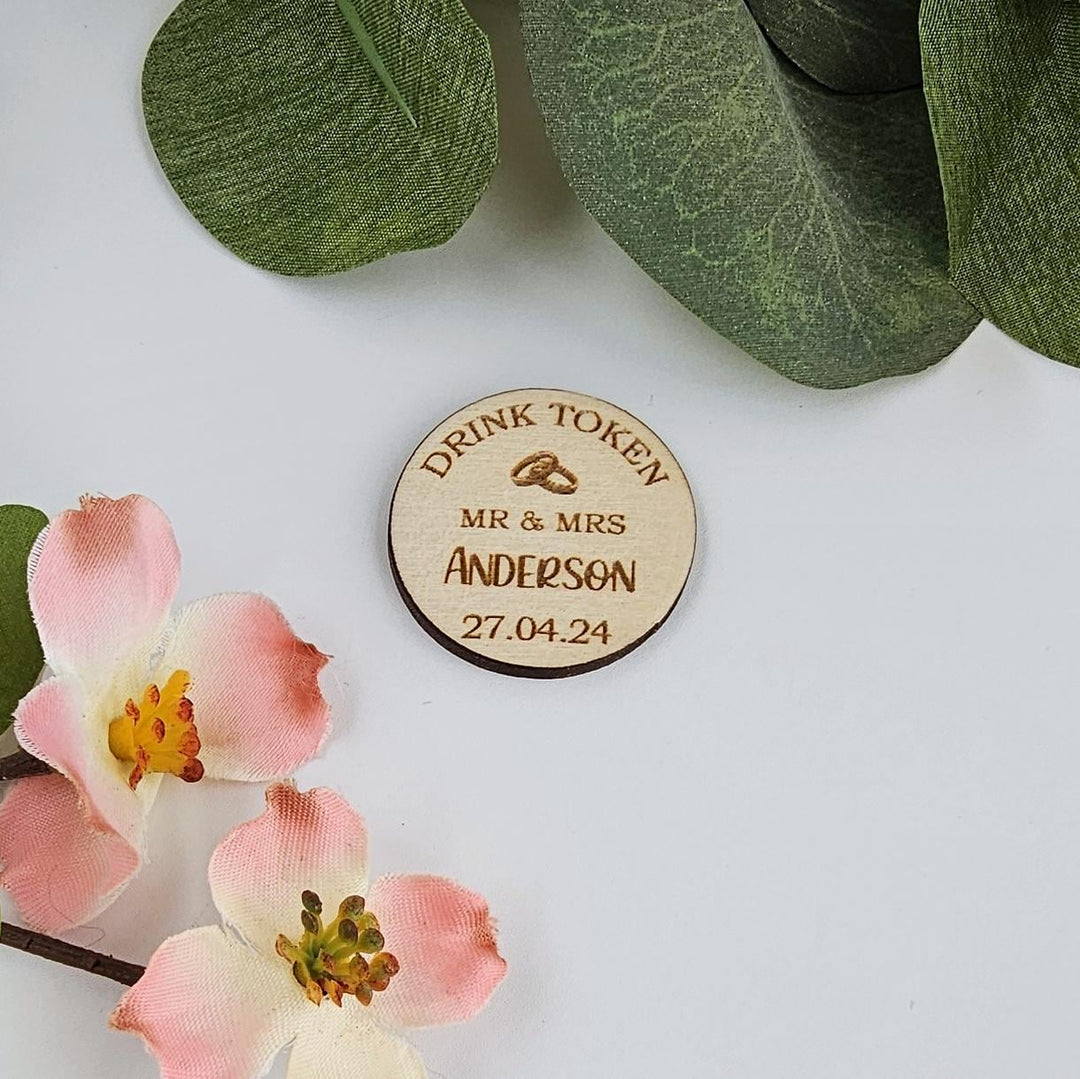 DRINK TOKEN
MR & MRS
ANDERSON
27.04.24